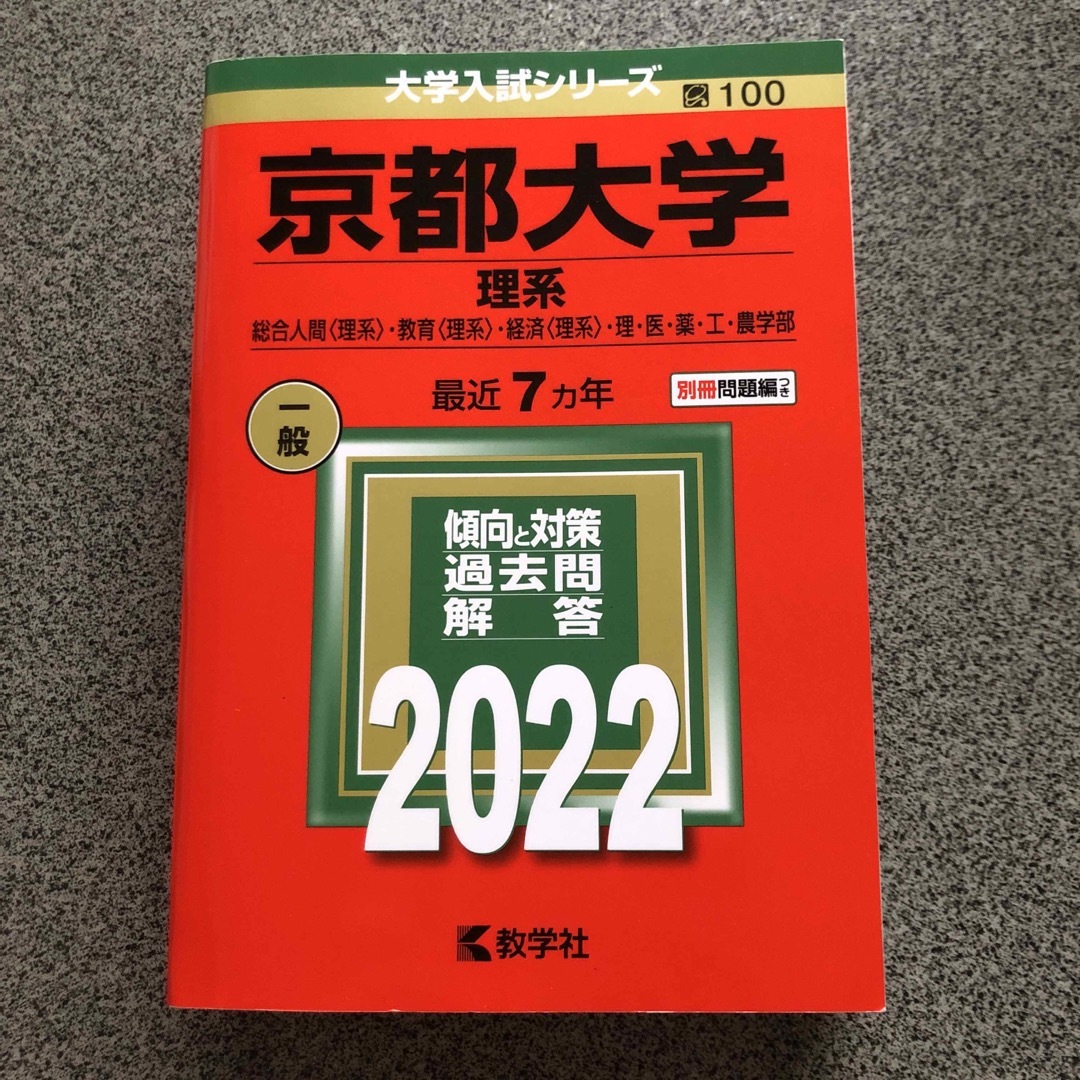 大学入試シリーズ
100
京都大学
理系
総合人間〈理系〉・教育〈理系〉・経済〈理系〉・理・医・薬・工・農学部
最近7カ年
別冊問題編つき
一般
傾向と対策
過去問
解答
2022
教学社